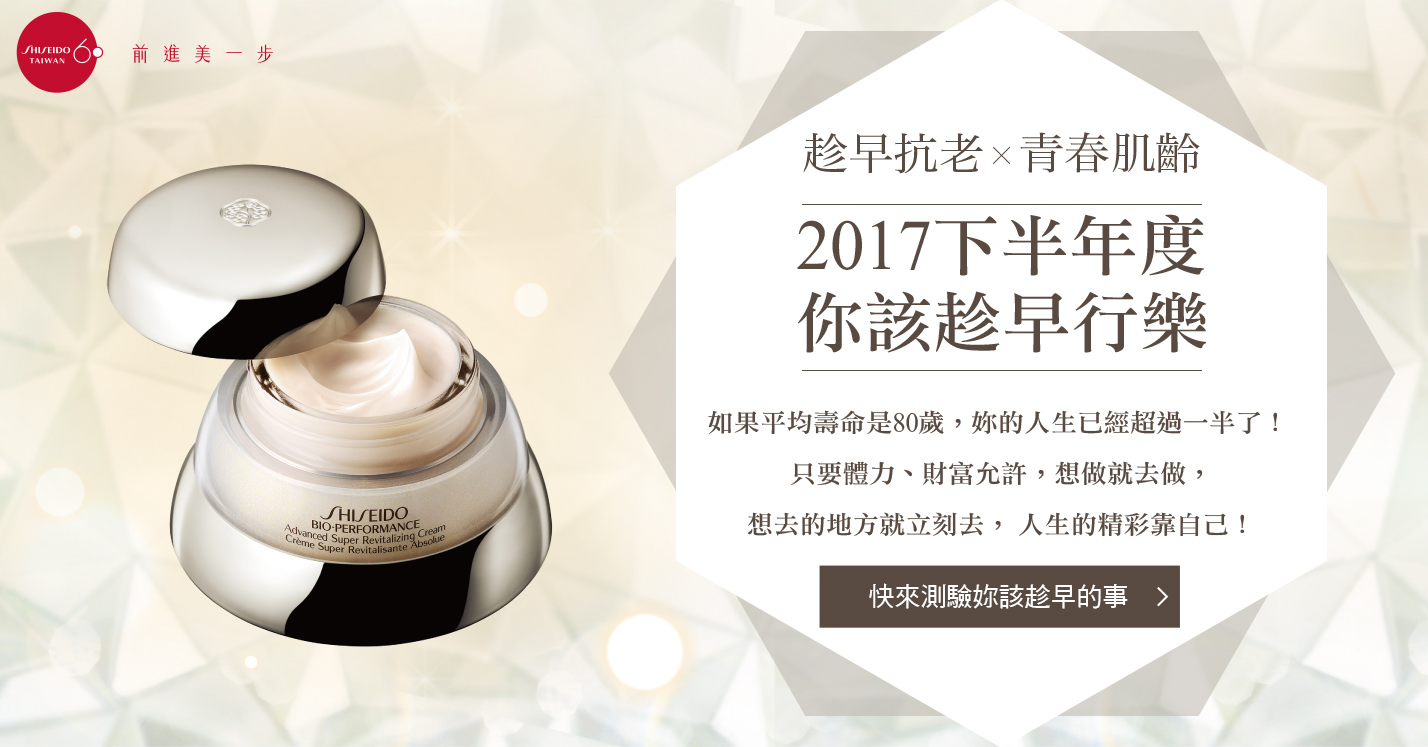 SHISEIDO 60
TAIWAN
前進美一步
趁早抗老×青春肌齡
2017下半年度
你該趁早行樂
如果平均壽命是80歲,妳的人生已經超過一半了!
只要體力、財富允許,想做就去做,
想去的地方就立刻去, 人生的精彩靠自己!
快來測驗妳該趁早的事 >
SHISEIDO
BIO-PERFORMANCE
Advanced Super Revitalizing Cream
Crème Super Revitalisante Absolue